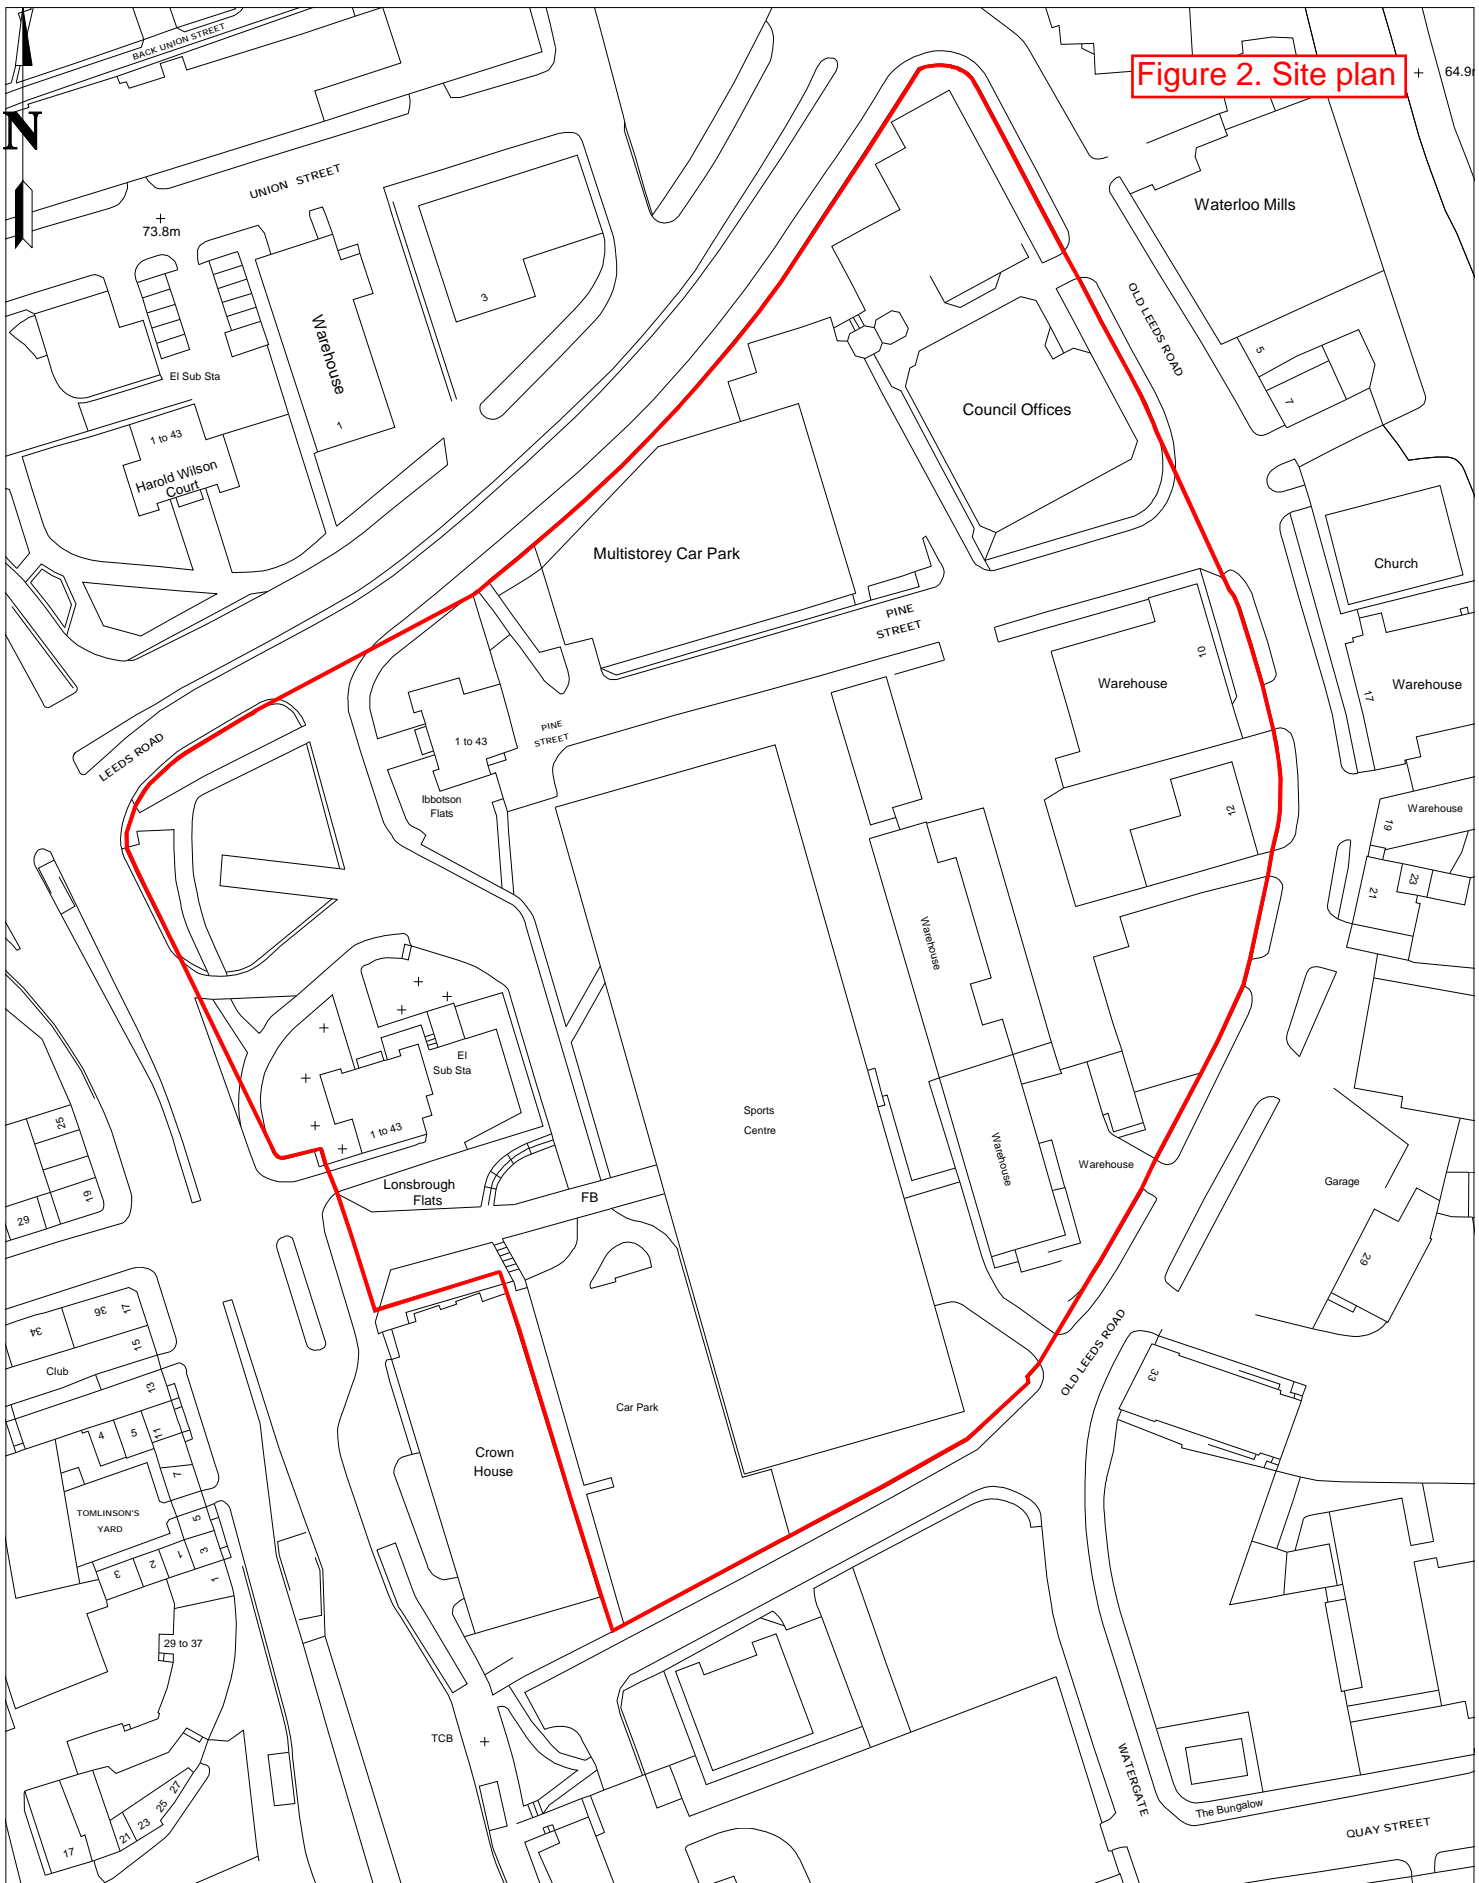 BACK UNION STREET
Figure 2. Site plan
64.9
N
UNION STREET
73.8m
Waterloo Mills
3
Warehouse
1
OLD LEEDS ROAD
5
7
El Sub Sta
1 to 43
Harold Wilson
Court
Council Offices
Multistorey Car Park
Church
PINE
STREET
10
Warehouse
17
Warehouse
LEEDS ROAD
PINE
STREET
1 to 43
Ibbotson
Flats
12
Warehouse
19
23
21
Warehouse
El
Sub Sta
1 to 43
Sports
Centre
25
19
29
Lonsbrough
Flats
FB
Warehouse
Warehouse
Garage
29
34
36
17
15
Club
13
OLD LEEDS ROAD
33
Car Park
4
5
11
7
Crown
House
TOMLINSON'S
YARD
5
3
2
1
3
1
29 to 37
TCB
WATERGATE
The Bungalow
QUAY STREET
17
21
23
25
27